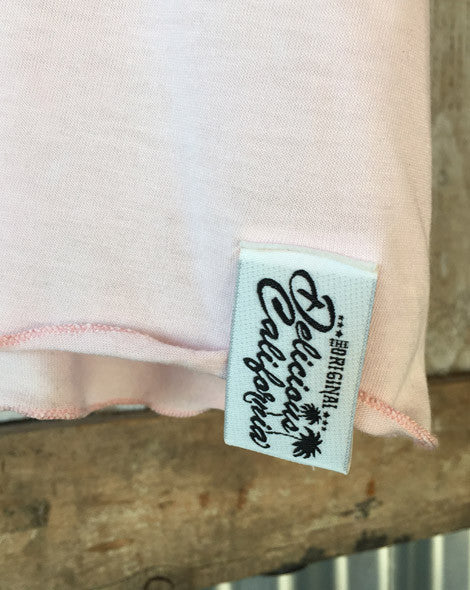 ★★★ THE ORIGINAL ★★★
Delicious
California